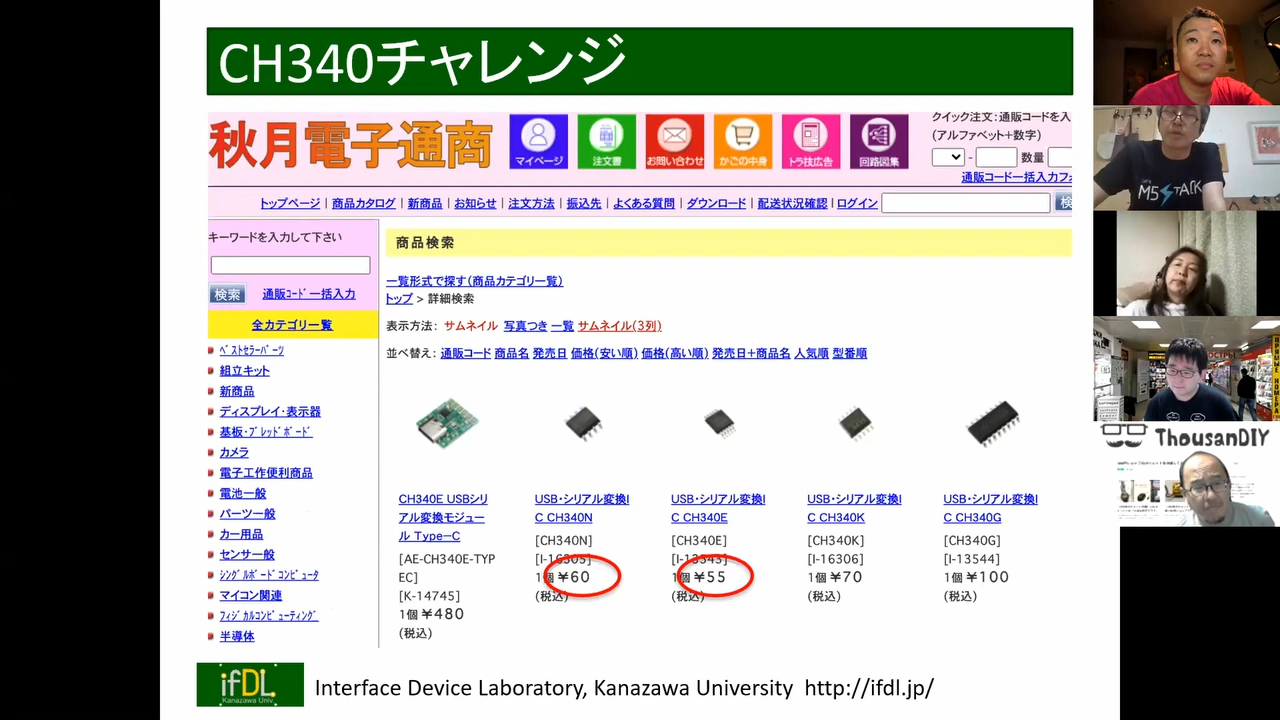 CH340チャレンジ
秋月電子通商
マイページ
注文書
お問い合わせ
かごの中身
トラ技広告
回路図集
クイック注文:通販コードを入
(アルファベット+数字)
- 数量
通販コード一括入力フォ
トップページ | 商品カタログ | 新商品 | お知らせ | 注文方法 | 振込先 | よくある質問 | ダウンロード | 配送状況確認 | ログイン
検
キーワードを入力して下さい
検索 通販ｺｰﾄﾞ一括入力
全カテゴリ一覧
ﾍﾞｽﾄｾﾗｰﾊﾟｰﾂ
組立キット
新商品
ディスプレイ･表示器
基板･ﾌﾞﾚｯﾄﾞﾎﾞｰﾄﾞ
カメラ
電子工作便利商品
電池一般
パーツ一般
カー用品
センサ一般
ｼﾝｸﾞﾙﾎﾞｰﾄﾞｺﾝﾋﾟｭｰﾀ
マイコン関連
ﾌｨｼﾞｶﾙｺﾝﾋﾟｭｰﾃｨﾝｸﾞ
半導体
商品検索
一覧形式で探す(商品カテゴリ一覧)
トップ > 詳細検索
表示方法: サムネイル 写真つき 一覧 サムネイル(3列)
並べ替え: 通販コード 商品名 発売日 価格(安い順) 価格(高い順) 発売日+商品名 人気順 型番順
CH340E USBシリ
アル変換モジュー
ル Type-C
[AE-CH340E-TYP
EC]
[K-14745]
1個 ¥480
(税込)
USB･シリアル変換I
C CH340N
[CH340N]
[I-16305]
1個 ¥60
(税込)
USB･シリアル変換I
C CH340E
[CH340E]
[I-13543]
1個 ¥55
(税込)
USB･シリアル変換I
C CH340K
[CH340K]
[I-16306]
1個 ¥70
(税込)
USB･シリアル変換I
C CH340G
[CH340G]
[I-13544]
1個 ¥100
(税込)
ifDL
Kanazawa Univ.
Interface Device Laboratory, Kanazawa University http://ifdl.jp/
M5STACK
ThousanDIY